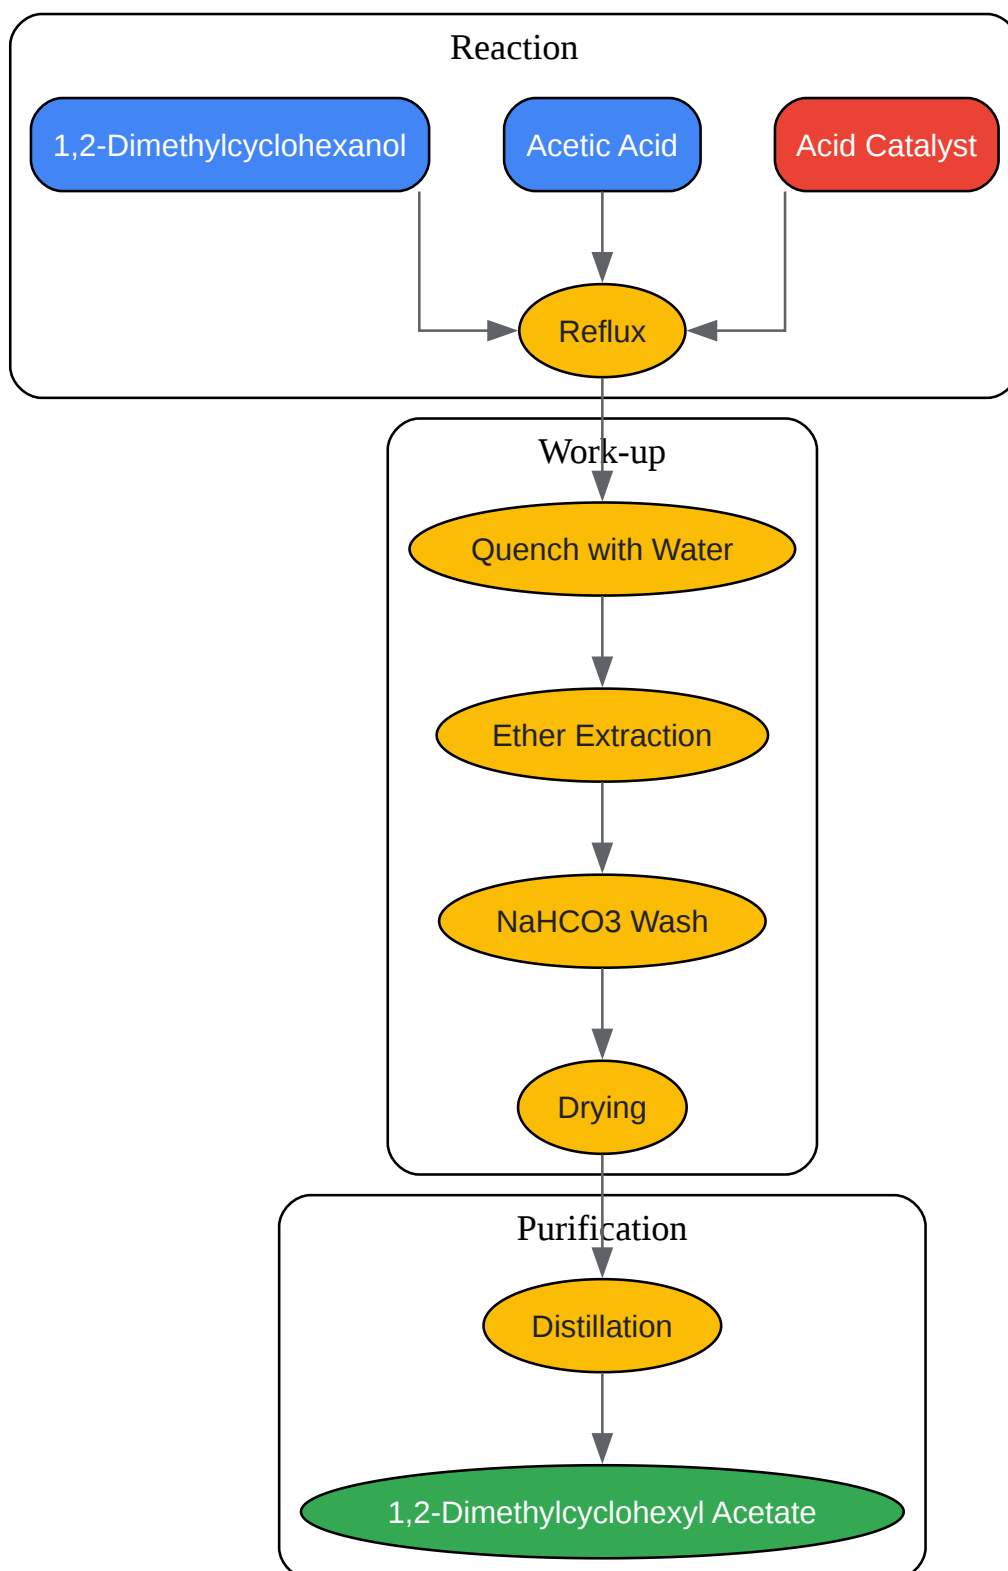 Reaction
1,2-Dimethylcyclohexanol
Acetic Acid
Acid Catalyst
Reflux
Work-up
Quench with Water
Ether Extraction
NaHCO3 Wash
Drying
Purification
Distillation
1,2-Dimethylcyclohexyl Acetate